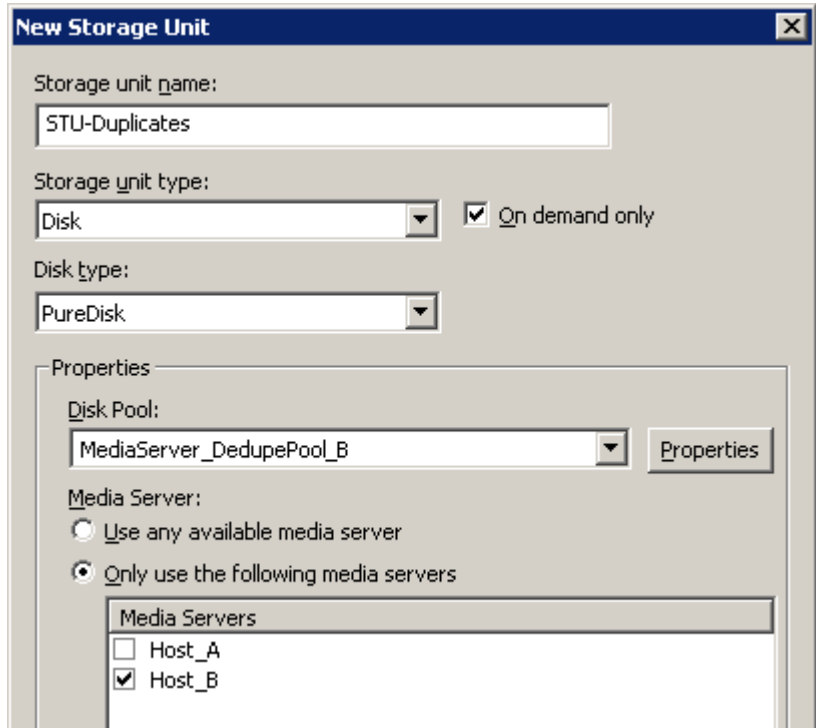 New Storage Unit
Storage unit name:
STU-Duplicates
Storage unit type:
Disk
On demand only
Disk type:
PureDisk
Properties
Disk Pool:
MediaServer_DedupePool_B
Properties
Media Server:
Use any available media server
Only use the following media servers
Media Servers
Host_A
Host_B